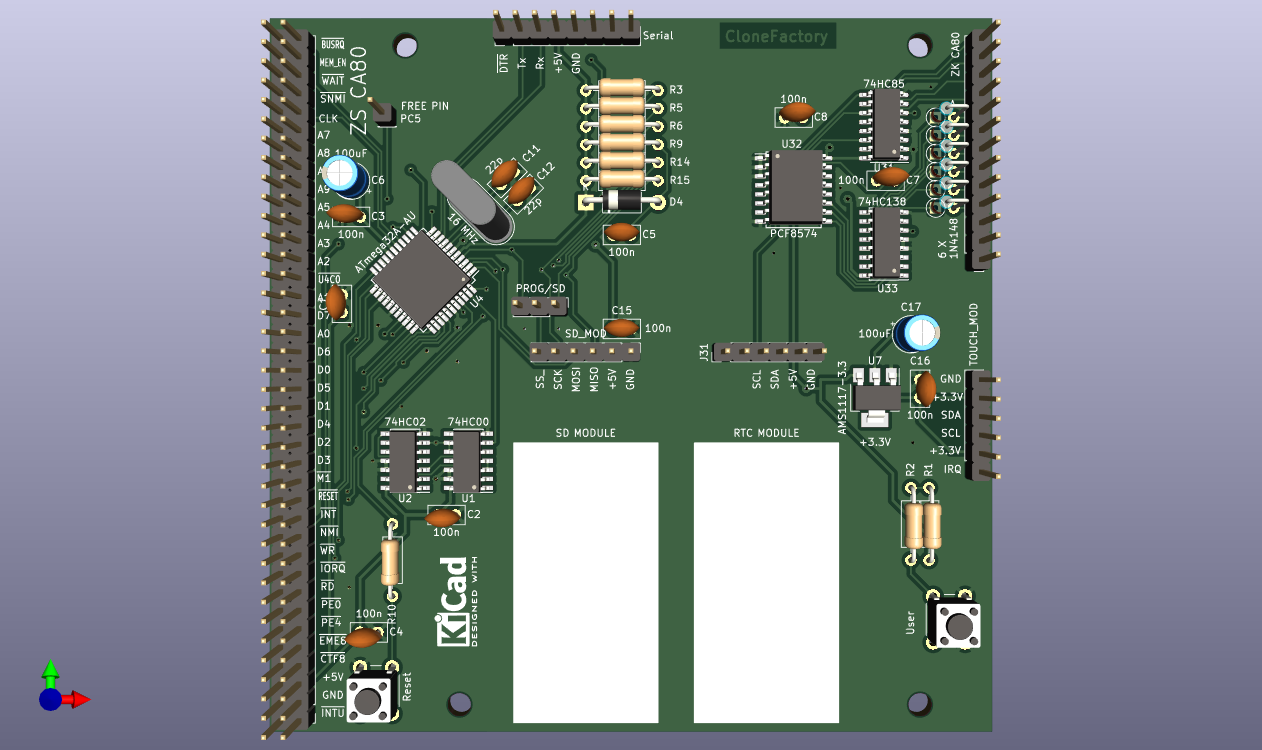 CloneFactory
Serial
DTR
Tx
Rx
+5V
GND
ZS_CA80
ZK CA80
BUSRQ
MEM_EN
WAIT
SNMI
CLK
A7
A8
A9
A5
A4
A3
A2
U4C0
D7
A0
D6
D0
D5
D1
D4
D2
D3
M1
RESET
INT
NMI
WR
IORQ
RD
PE0
PE4
EME6
CTF8
+5V
GND
INTU
FREE PIN
PC5
100uF
C6
C3
100n
ATmega32A-AU
U4
16 MHz
22p
C11
C12
22p
R3
R5
R6
R9
R14
R15
D4
C5
100n
PROG/SD
C15
100n
SD_MOD
SS_
SCK
MOSI
MISO
+5V
GND
100n
C8
U32
PCF8574
74HC85
U31
100n
C7
74HC138
U33
6 X
1N4148
J31
SCL
SDA
+5V
GND
C17
100uF
C16
100n
U7
AMS1117-3.3
+3.3V
TOUCH_MOD
GND
+3.3V
SDA
SCL
+3.3V
IRQ
74HC02
74HC00
U2
U1
C2
100n
SD MODULE
RTC MODULE
R2
R1
R10
100n
C4
Reset
User
KiCad
DESIGNED WITH